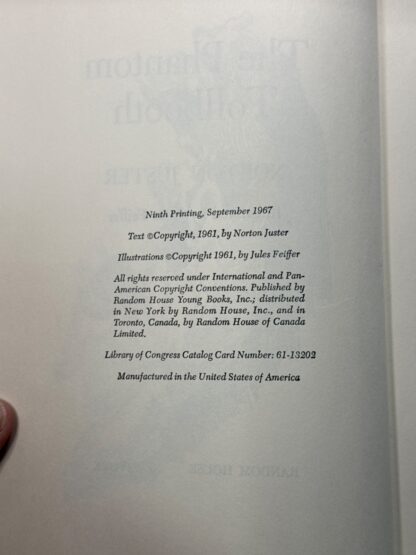 Ninth Printing, September 1967
Text ©Copyright, 1961, by Norton Juster
Illustrations ©Copyright 1961, by Jules Feiffer
All rights reserved under International and Pan-
American Copyright Conventions. Published by
Random House Young Books, Inc.; distributed
in New York by Random House, Inc., and in
Toronto, Canada, by Random House of Canada
Limited.
Library of Congress Catalog Card Number: 61-13202
Manufactured in the United States of America